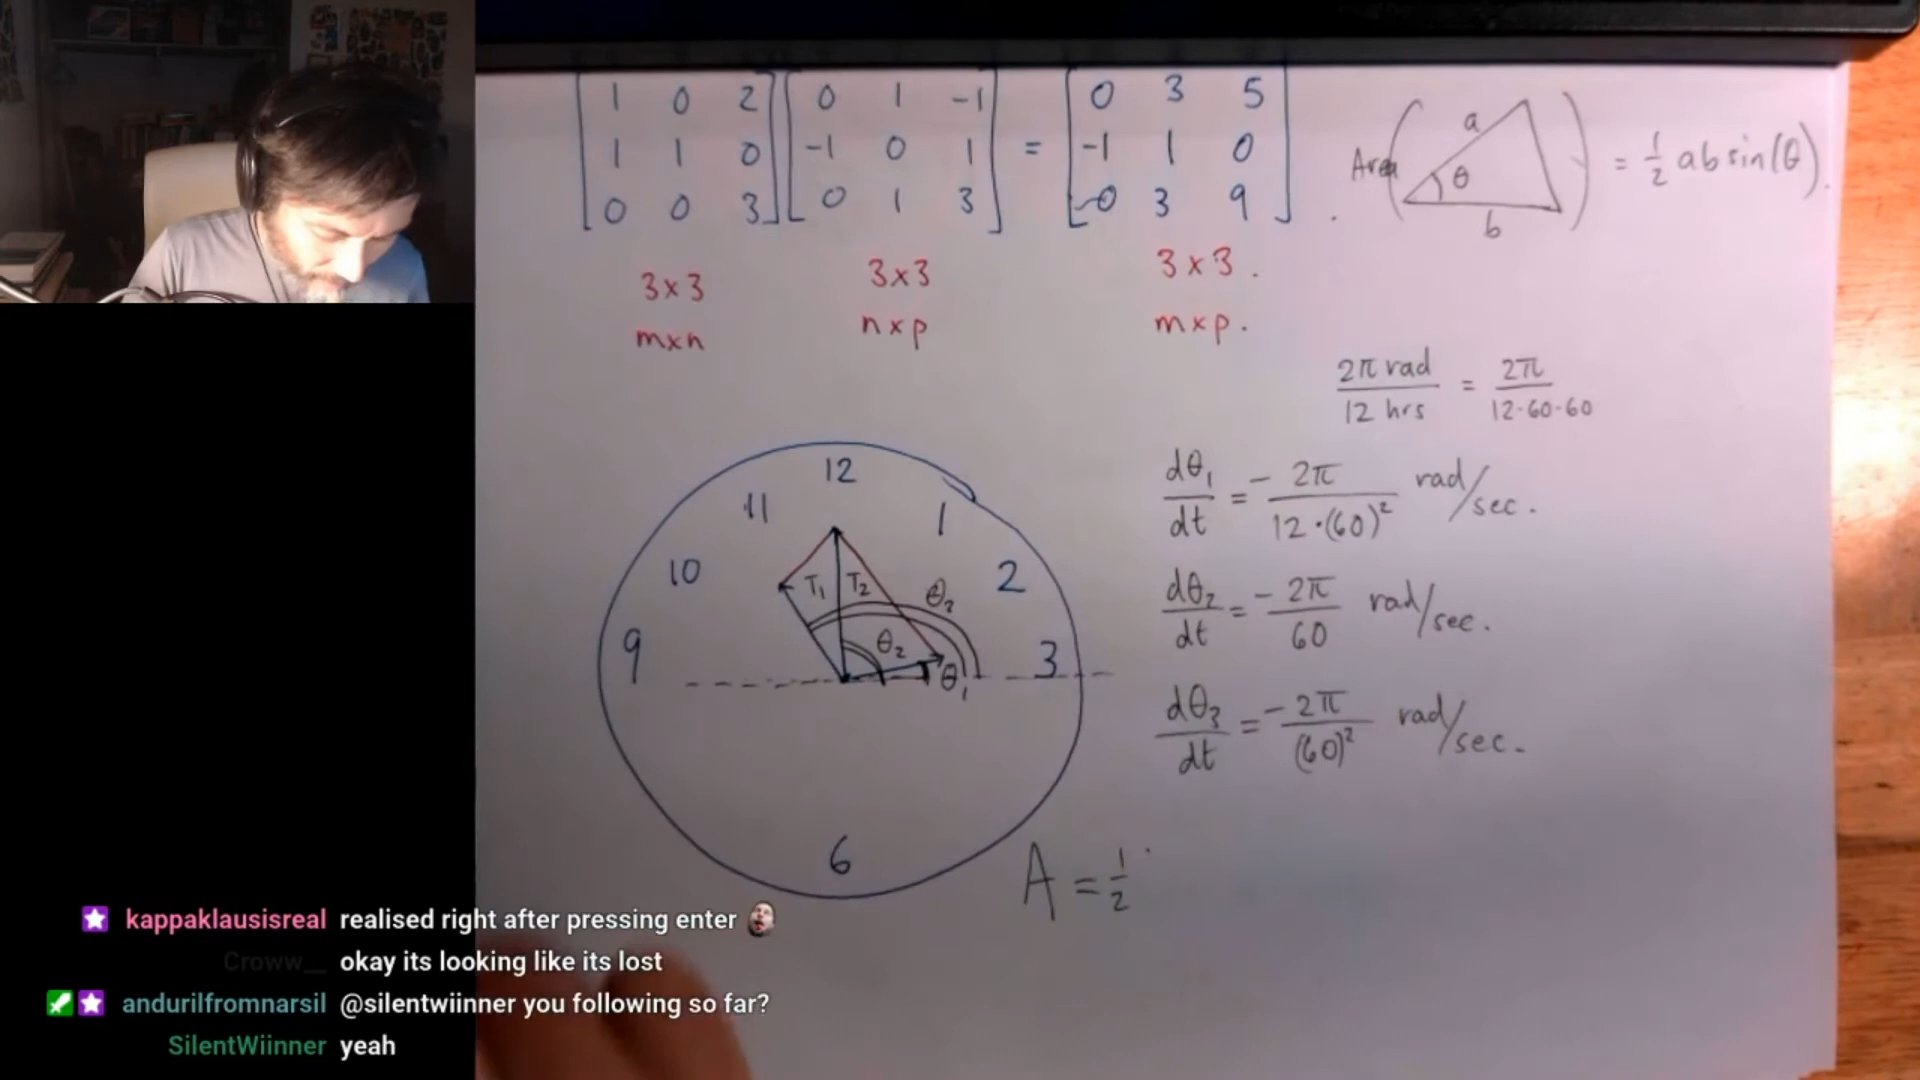 [1 0 2; 1 1 0; 0 0 3] [0 1 -1; -1 0 1; 0 1 3] = [0 3 5; -1 1 0; -0 3 9] .
Area( a θ b ) = 1/2 ab sin(θ).
3x3 3x3 3x3 .
mxn nxp mxp .
2π rad / 12 hrs = 2π / 12·60·60
dθ₁/dt = - 2π / 12·(60)² rad/sec.
dθ₂/dt = - 2π / 60 rad/sec.
dθ₃/dt = - 2π / (60)² rad/sec.
12
11 1
10 T₁ T₂ θ₂ 2
9 θ₂ 3
θ₁
6
A = 1/2
kappaklausisreal realised right after pressing enter
Croww__ okay its looking like its lost
andurilfromnarsil @silentwiinner you following so far?
SilentWiinner yeah